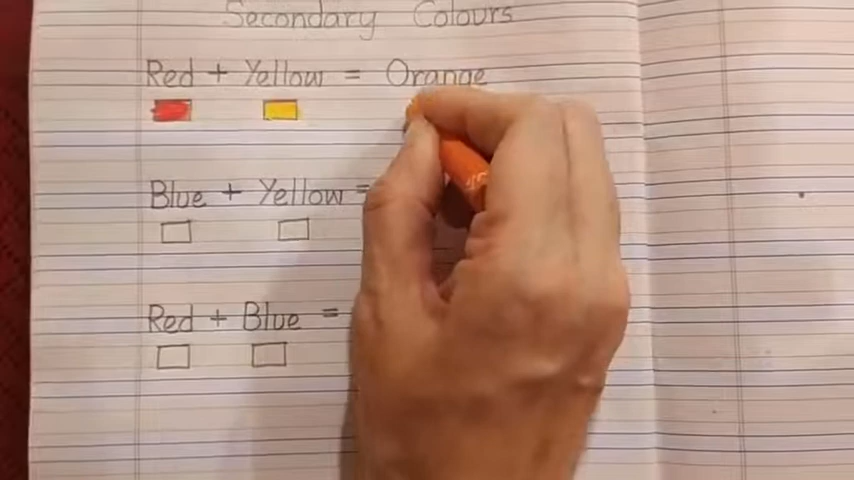 Secondary Colours
Red + Yellow = Orange
Blue + Yellow =
Red + Blue =